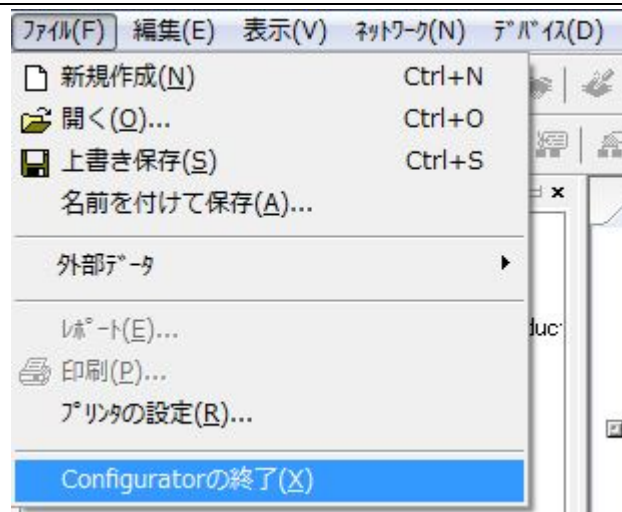 ﾌｧｲﾙ(F) 編集(E) 表示(V) ﾈｯﾄﾜｰｸ(N) ﾃﾞﾊﾞｲｽ(D)
新規作成(N) Ctrl+N
開く(O)... Ctrl+O
上書き保存(S) Ctrl+S
名前を付けて保存(A)...
外部ﾃﾞｰﾀ
ﾚﾎﾟｰﾄ(E)...
印刷(P)...
ﾌﾟﾘﾝﾀの設定(R)...
Configuratorの終了(X)